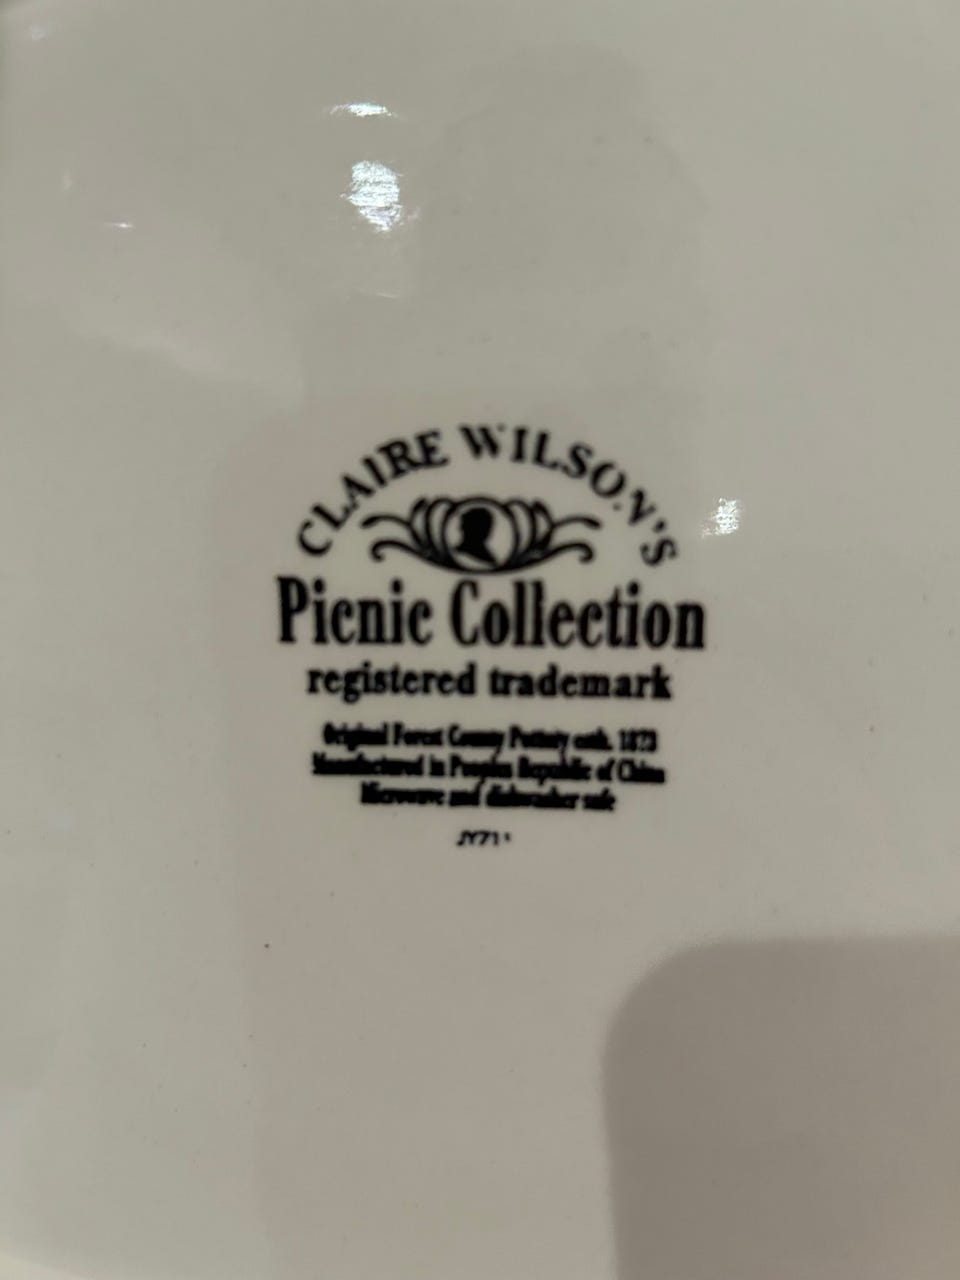 CLAIRE WILSON'S
Picnic Collection
registered trademark
Original Forest County Pottery estb. 1873
Manufactured in Peoples Republic of China
Microwave and dishwasher safe